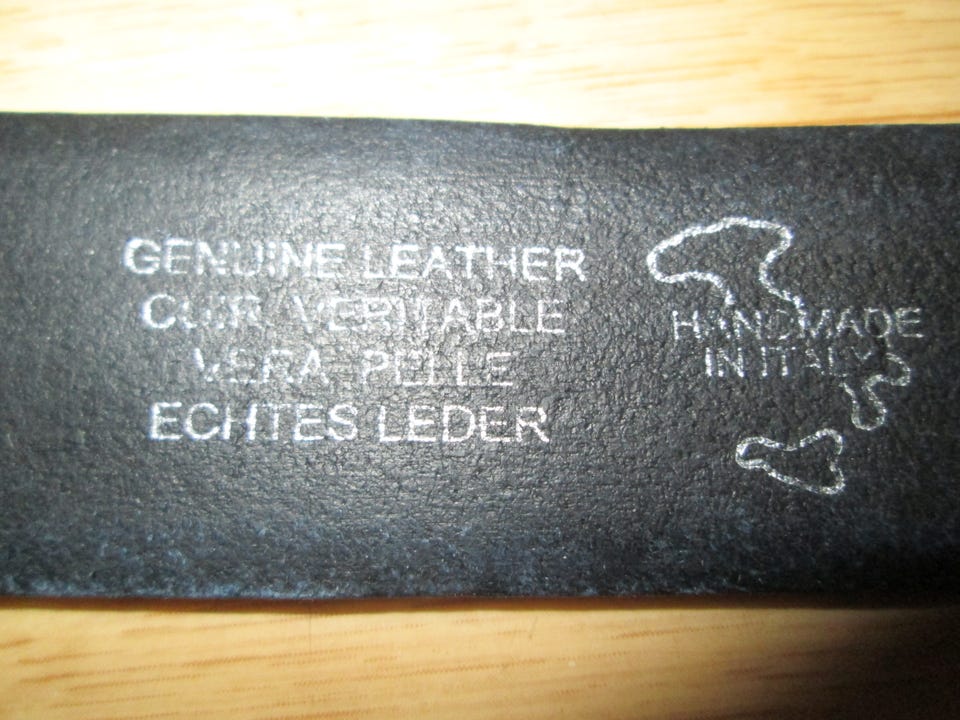 GENUINE LEATHER
CUIR VERITABLE
VERA PELLE
ECHTES LEDER
HANDMADE
IN ITALY